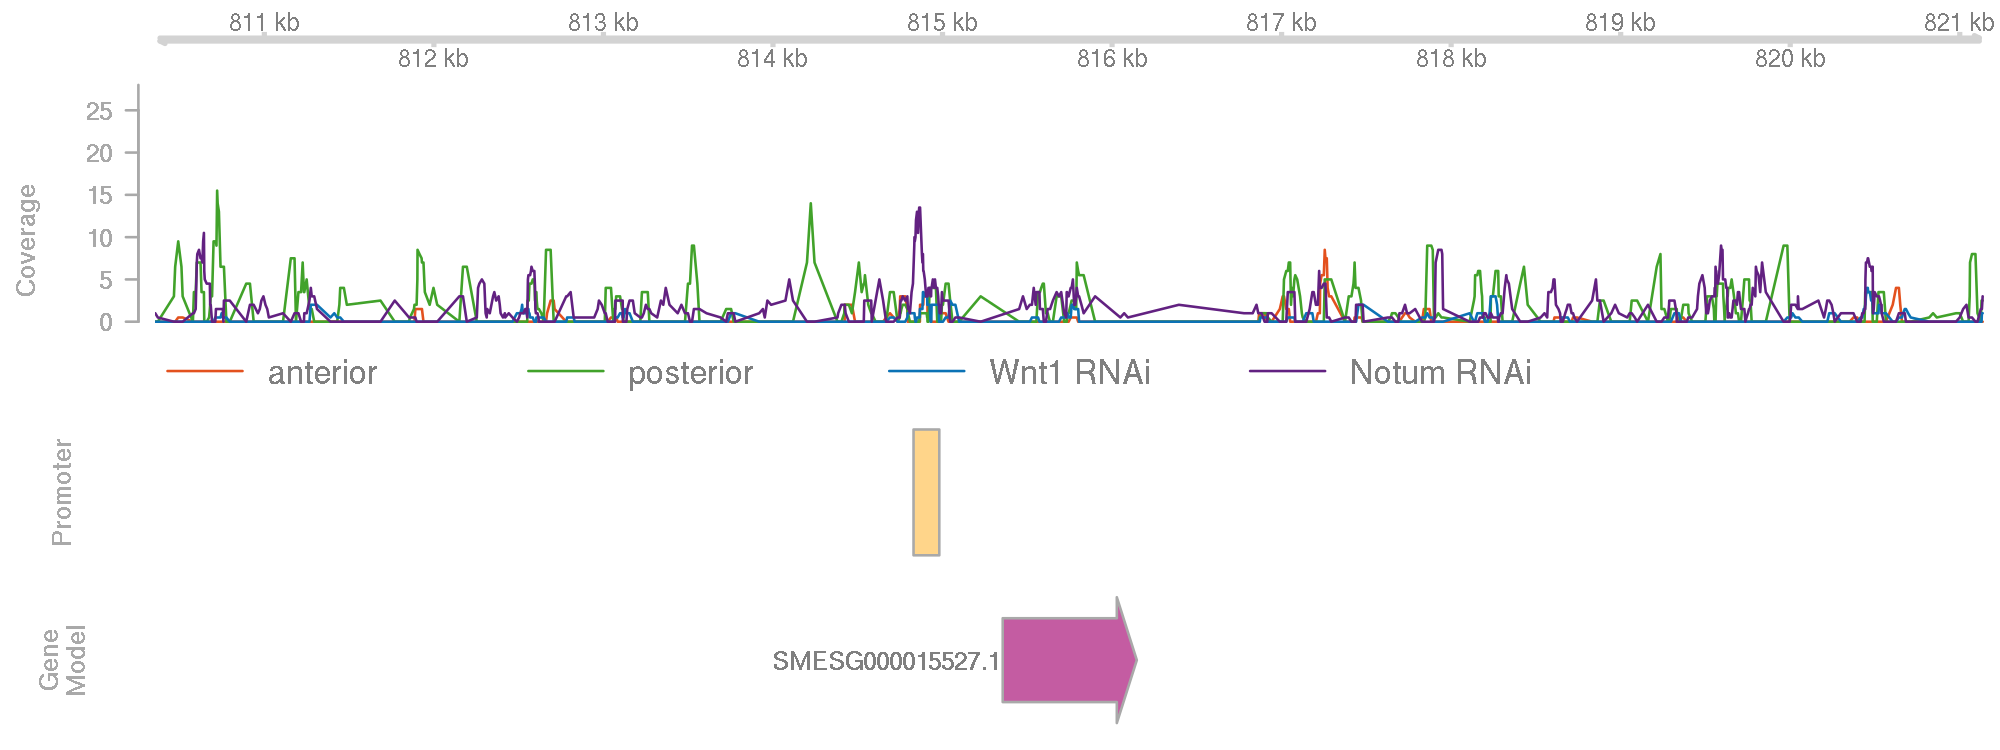 811 kb 813 kb 815 kb 817 kb 819 kb 821 kb
812 kb 814 kb 816 kb 818 kb 820 kb
Coverage
25
20
15
10
5
0
anterior posterior Wnt1 RNAi Notum RNAi
Promoter
Gene
Model
SMESG000015527.1